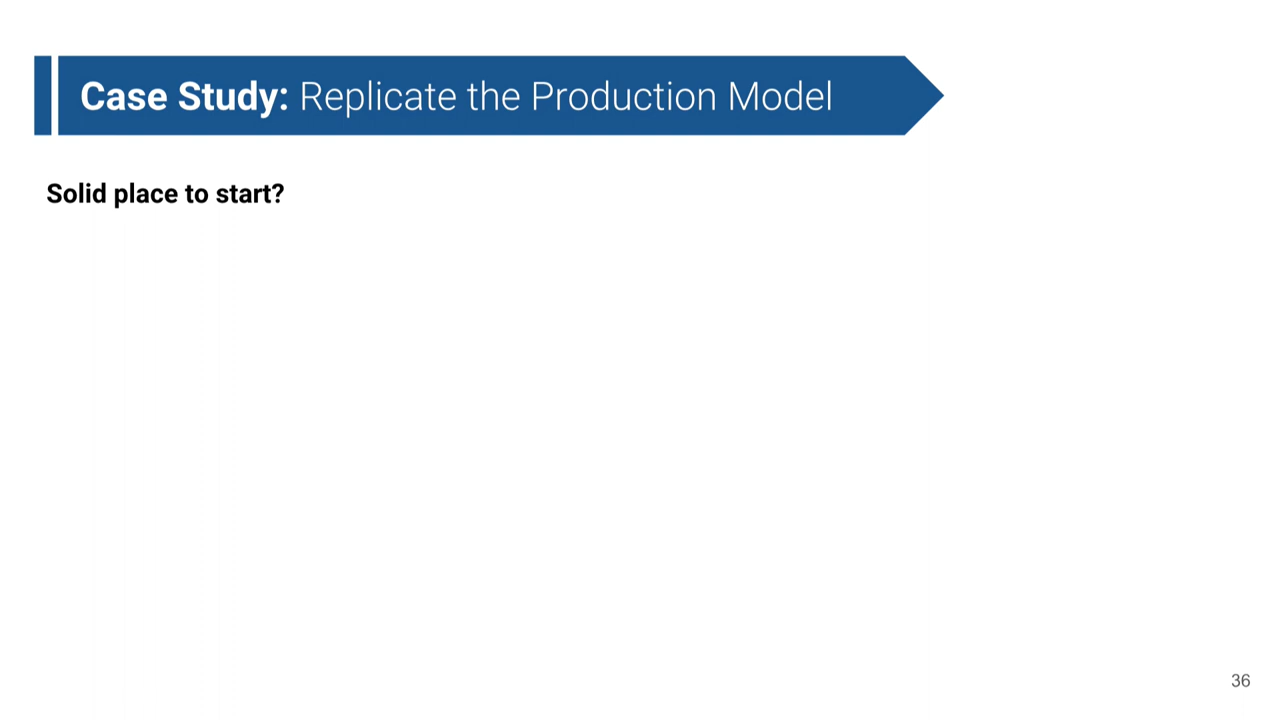 Case Study: Replicate the Production Model
Solid place to start?
36